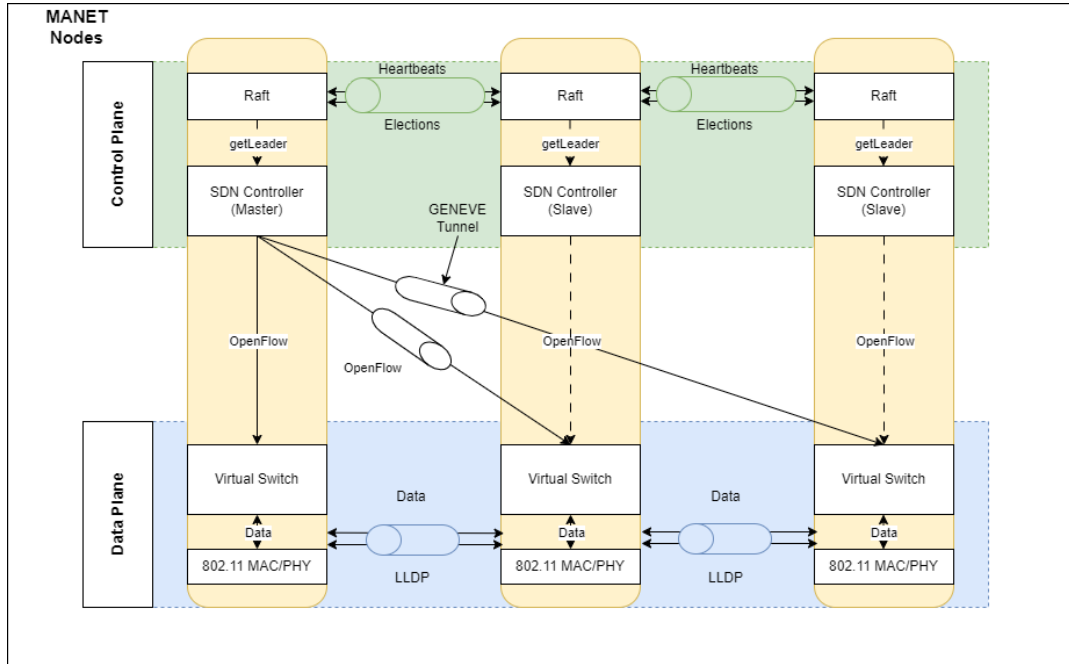 MANET
Nodes
Control Plane
Heartbeats
Heartbeats
Raft
Raft
Raft
Elections
Elections
getLeader
getLeader
getLeader
SDN Controller
(Master)
SDN Controller
(Slave)
SDN Controller
(Slave)
GENEVE
Tunnel
OpenFlow
OpenFlow
OpenFlow
OpenFlow
Data Plane
Virtual Switch
Virtual Switch
Virtual Switch
Data
Data
Data
Data
Data
802.11 MAC/PHY
LLDP
802.11 MAC/PHY
LLDP
802.11 MAC/PHY